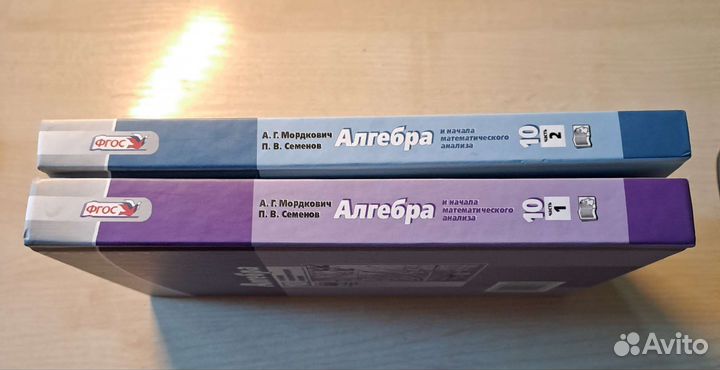 ФГОС
А. Г. Мордкович
П. В. Семенов
Алгебра
и начала
математического
анализа
10
часть
2
ФГОС
А. Г. Мордкович
П. В. Семенов
Алгебра
и начала
математического
анализа
10
часть
1
Алгебра
Avito